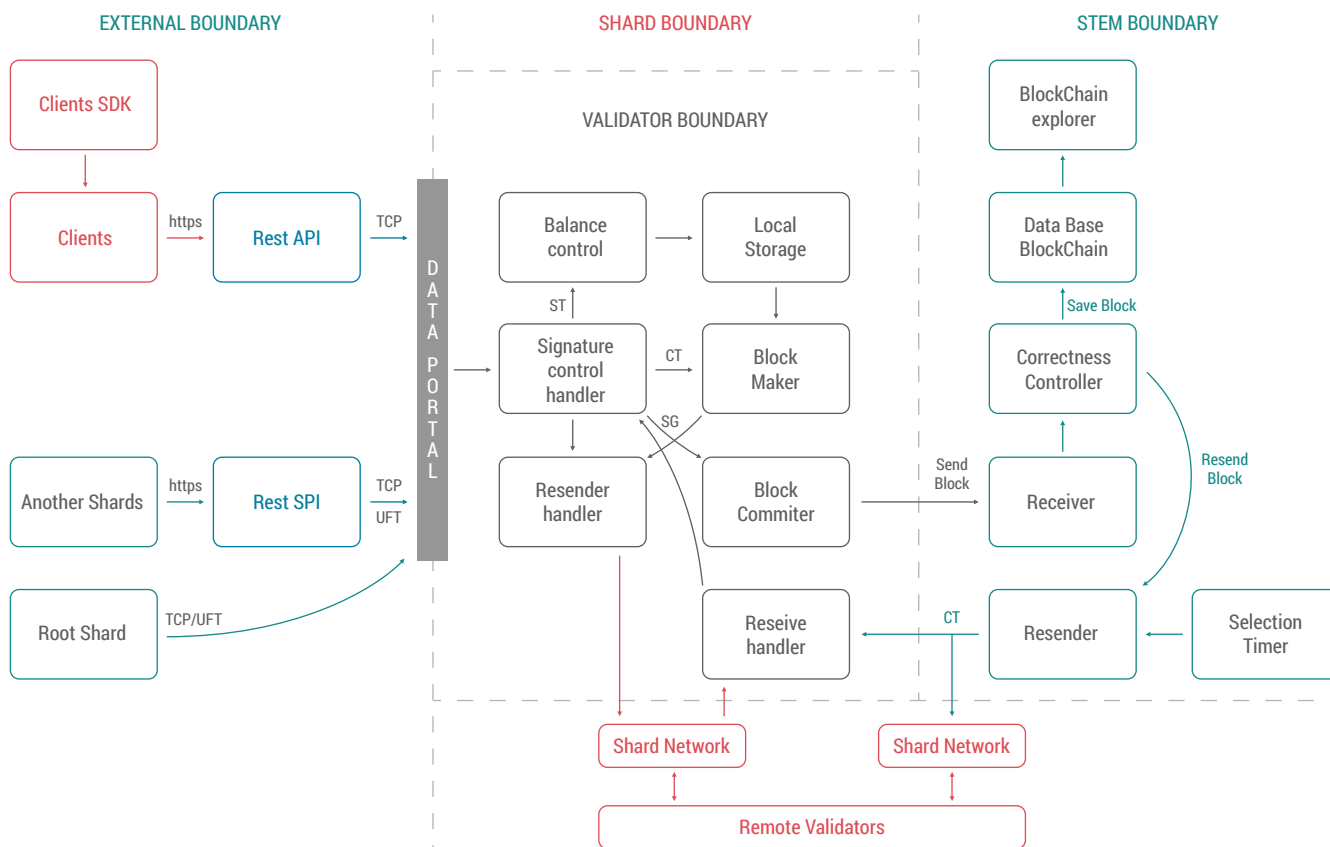 EXTERNAL BOUNDARY
SHARD BOUNDARY
STEM BOUNDARY
Clients SDK
BlockChain
explorer
VALIDATOR BOUNDARY
Clients
https
Rest API
TCP
DATA PORTAL
Balance
control
Local
Storage
Data Base
BlockChain
ST
Save Block
Signature
control
handler
CT
Block
Maker
Correctness
Controller
SG
Another Shards
https
Rest SPI
TCP
UFT
Resender
handler
Block
Commiter
Send
Block
Receiver
Resend
Block
Root Shard
TCP/UFT
Reseive
handler
CT
Resender
Selection
Timer
Shard Network
Shard Network
Remote Validators